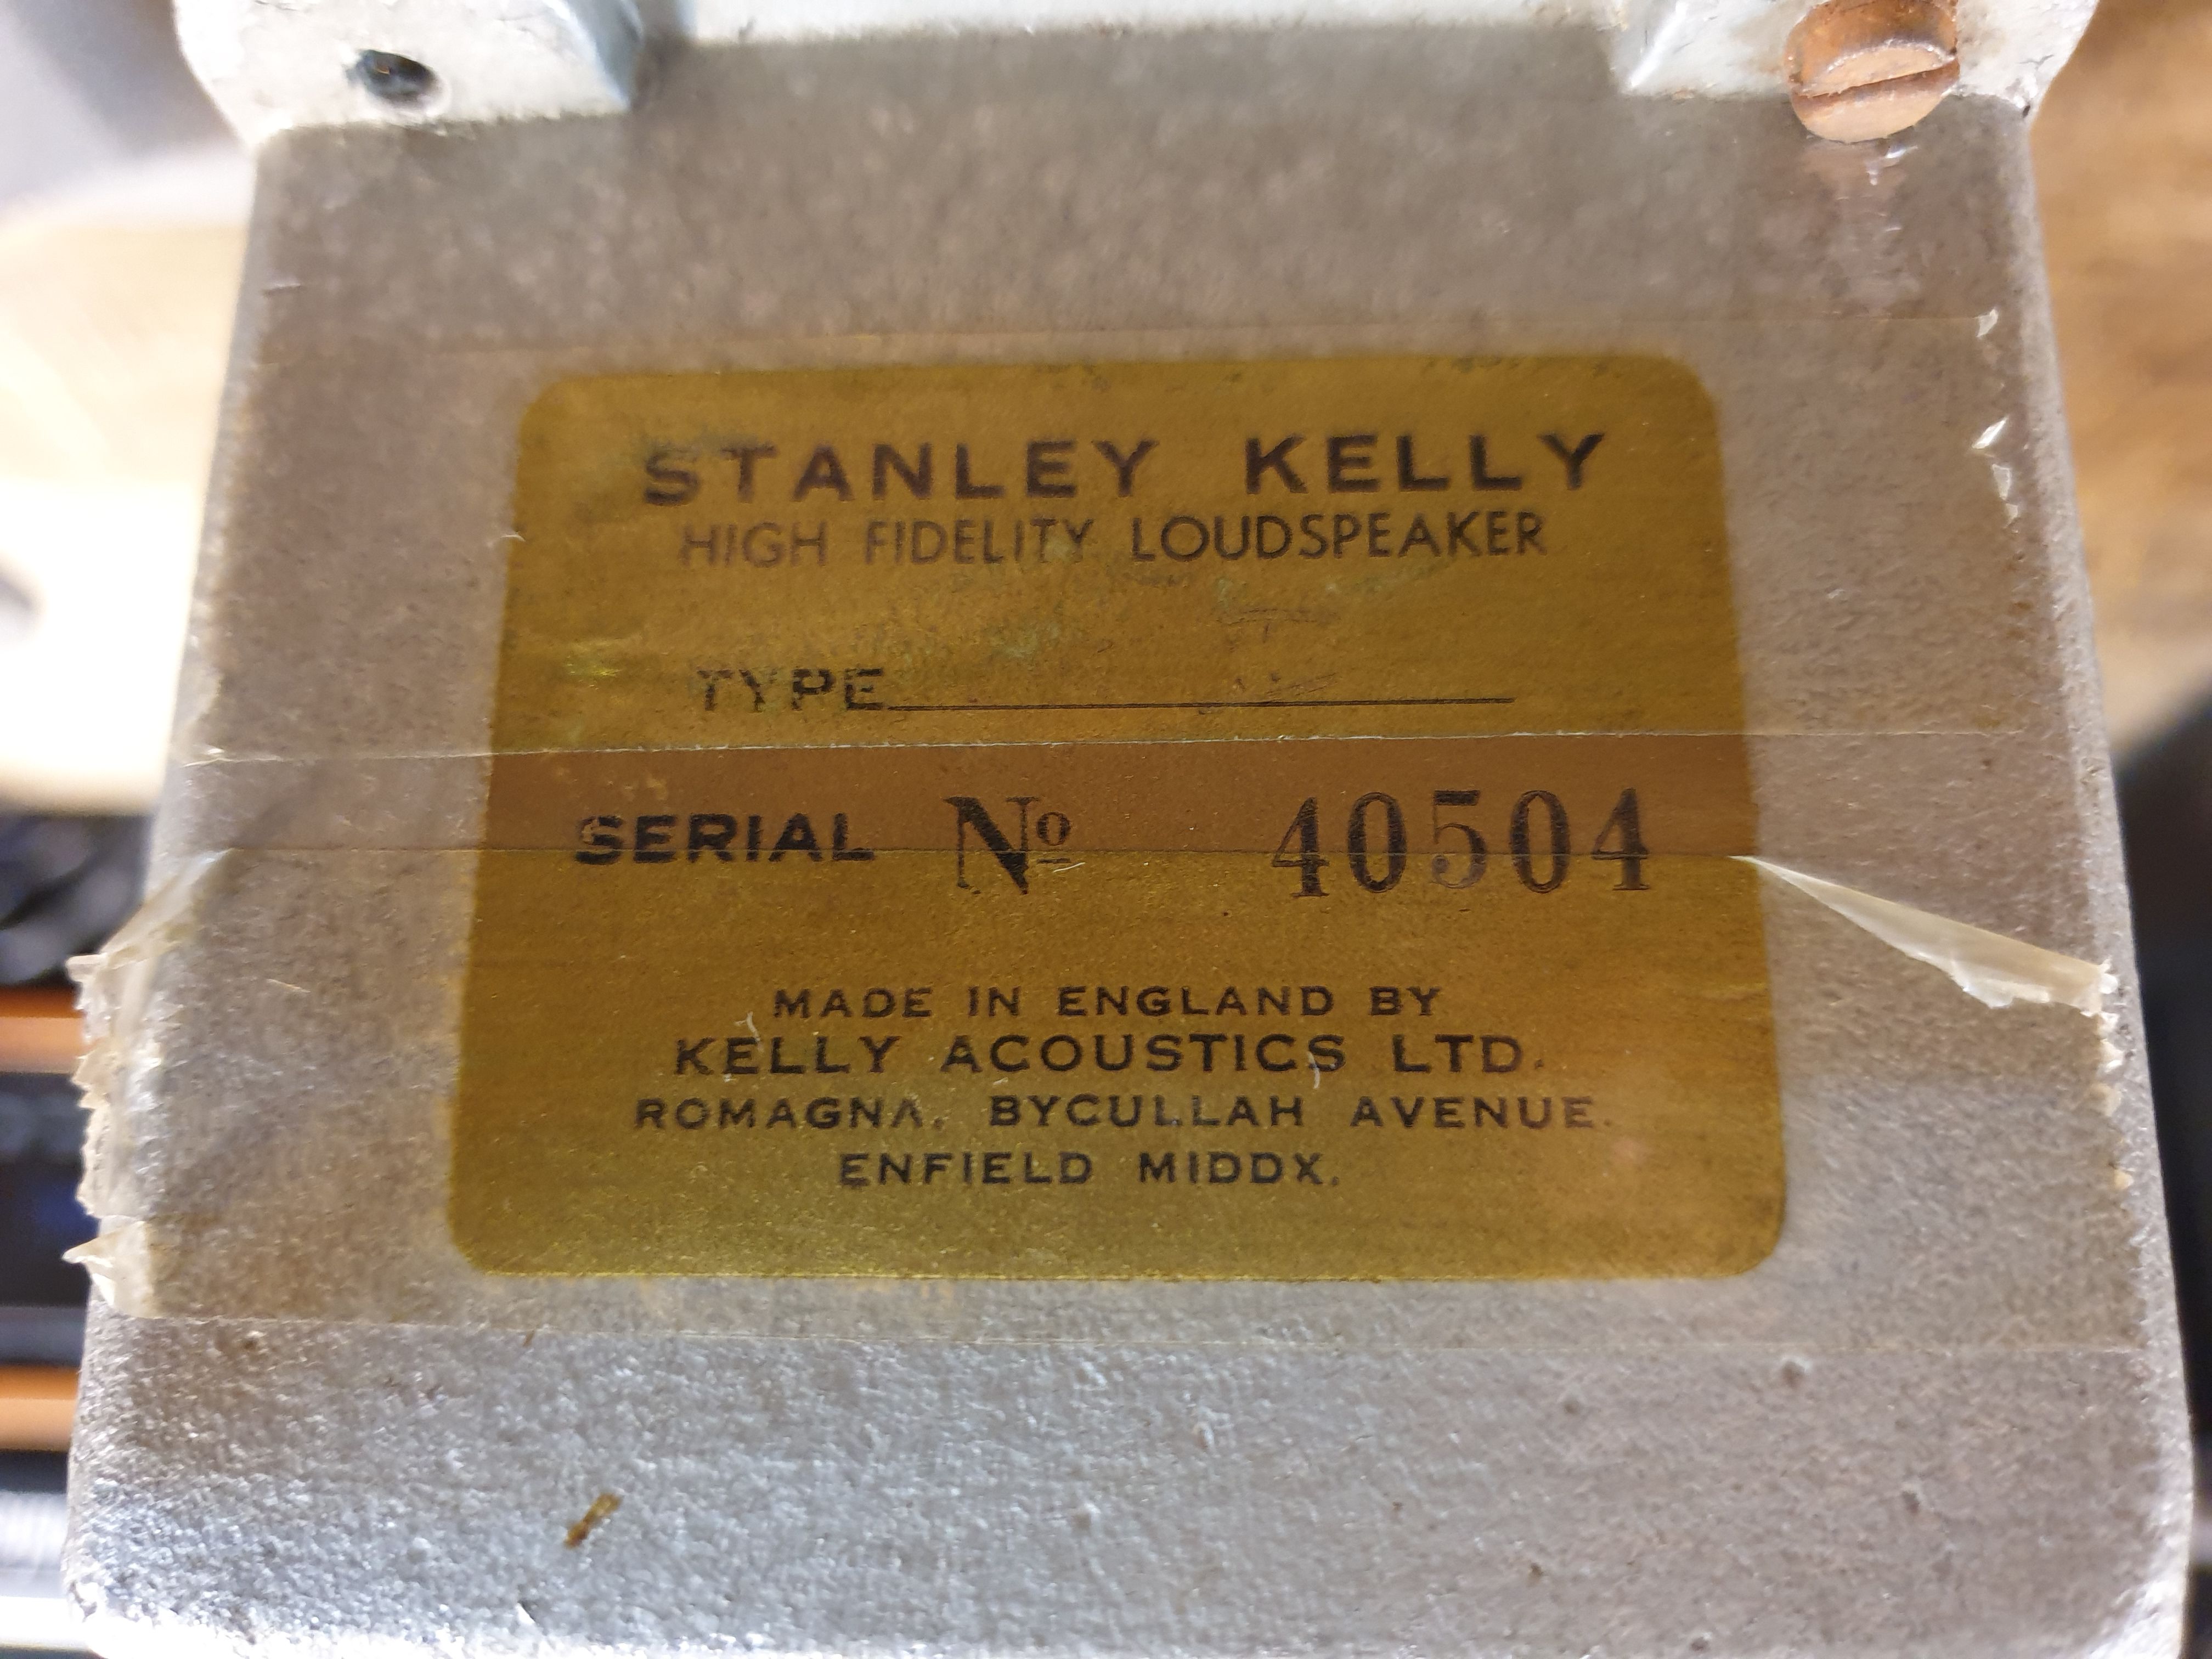 STANLEY KELLY
HIGH FIDELITY LOUDSPEAKER
TYPE
SERIAL Nº 40504
MADE IN ENGLAND BY
KELLY ACOUSTICS LTD.
ROMAGNA. BYCULLAH AVENUE.
ENFIELD MIDDX.